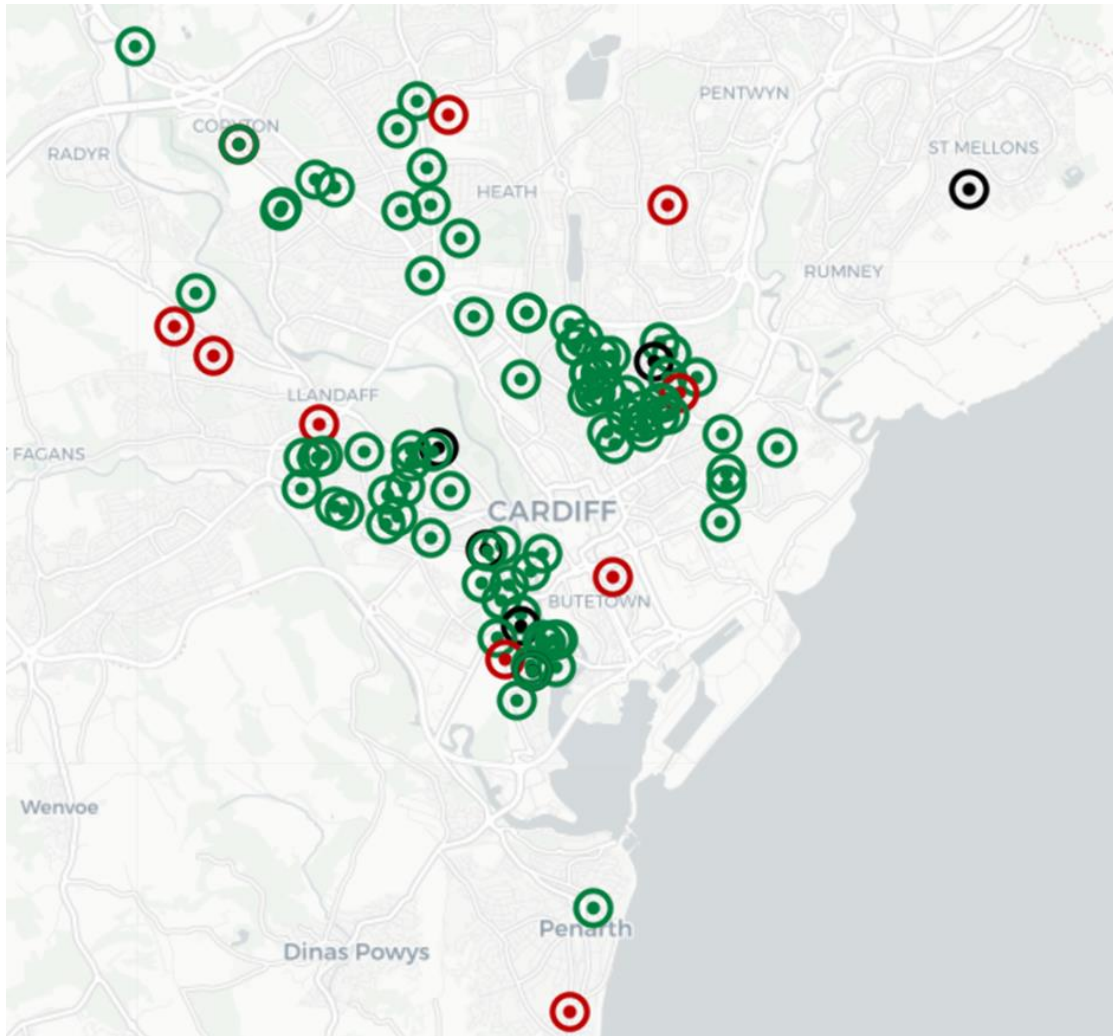 PENTWYN
CORYTON
RADYR
ST MELLONS
HEATH
RUMNEY
LLANDAFF
FAGANS
CARDIFF
BUTETOWN
Wenvoe
Penarth
Dinas Powys